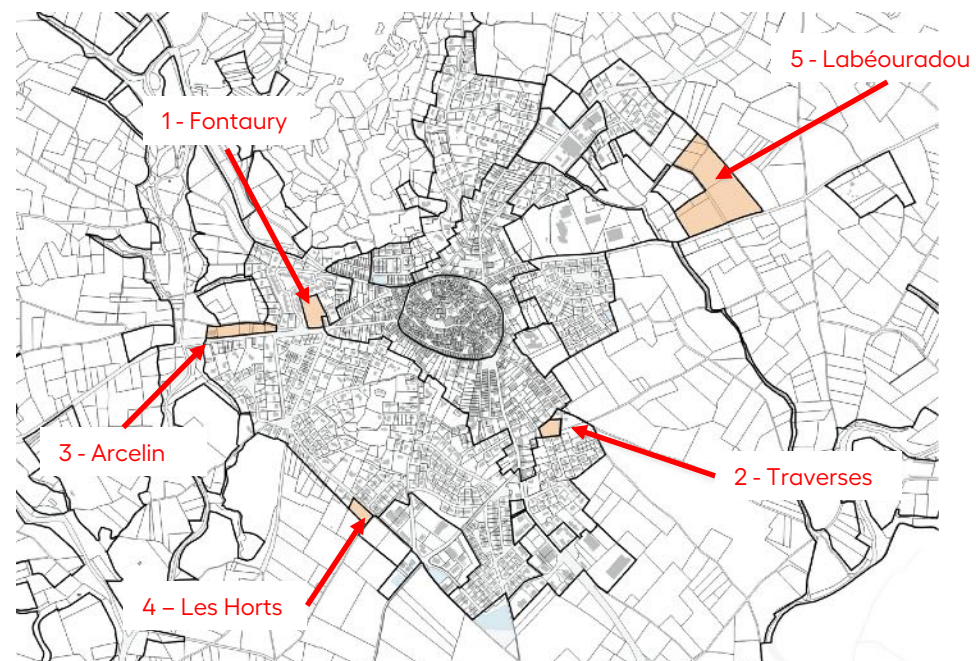 5 - Labéouradou
1 - Fontaury
3 - Arcelin
2 - Traverses
4 – Les Horts